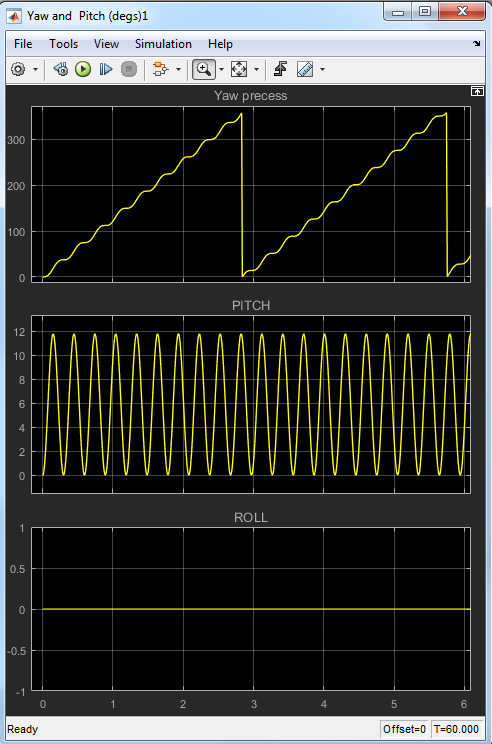 Yaw and  Pitch (degs)1
File Tools View Simulation Help
Yaw precess
300
200
100
0
PITCH
12
10
8
6
4
2
0
ROLL
1
0.5
0
-0.5
-1
0 1 2 3 4 5 6
Ready Offset=0 T=60.000